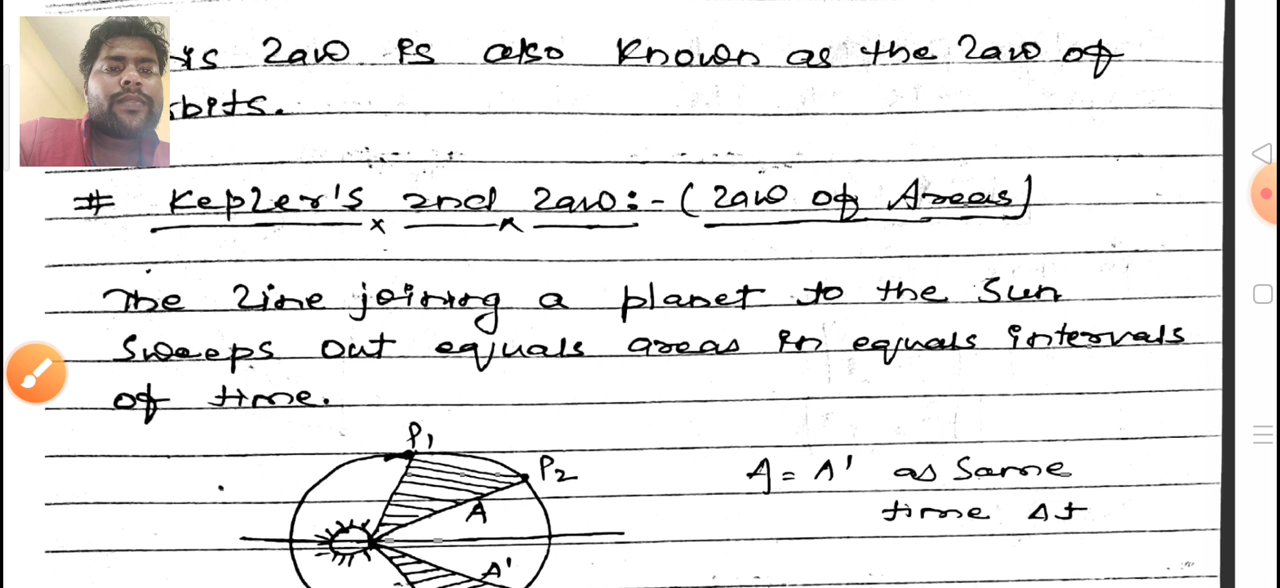 is Law is also known as the Law of
bits.
# Kepler's 2nd Law:- (Law of Areas)
The Line joining a planet to the Sun
Sweeps out equals areas in equals intervals
of time.
P1
P2
A = A' as Same
time Δt
A
A'